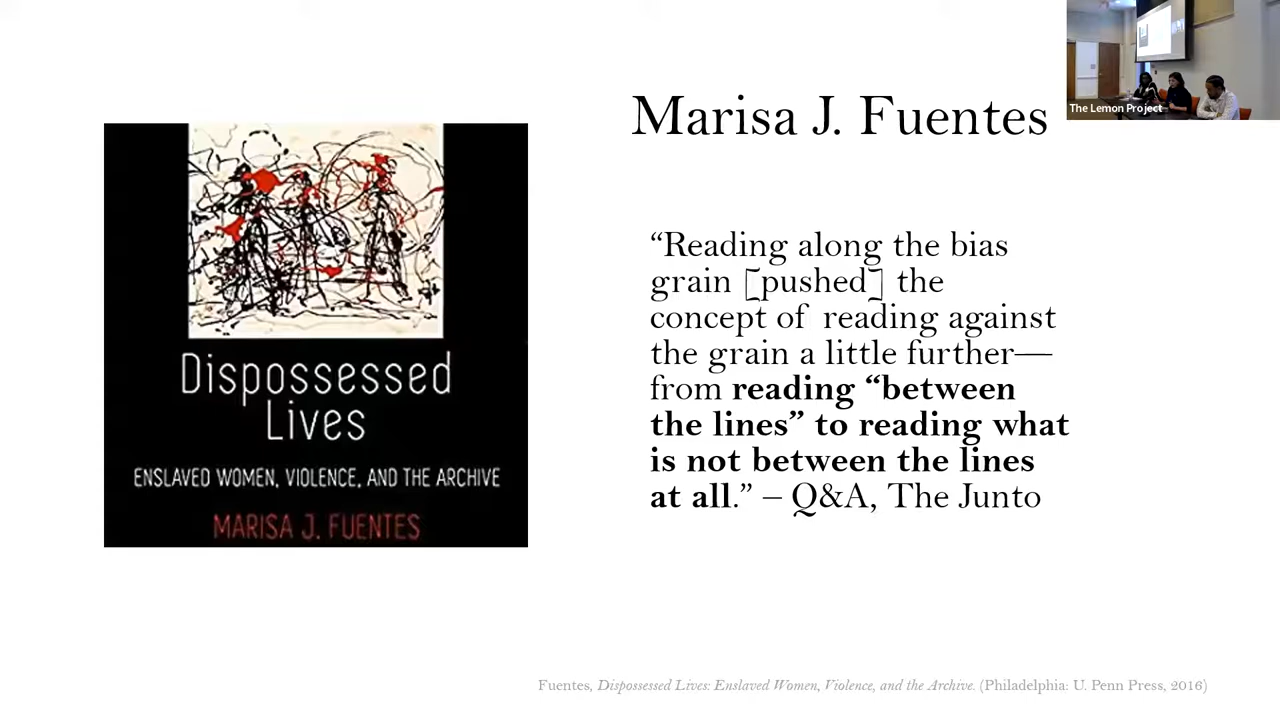 Marisa J. Fuentes
The Lemon Project
Dispossessed
Lives
ENSLAVED WOMEN, VIOLENCE, AND THE ARCHIVE
MARISA J. FUENTES
“Reading along the bias
grain [pushed] the
concept of  reading against
the grain a little further—
from reading “between
the lines” to reading what
is not between the lines
at all.” – Q&A, The Junto
Fuentes, Dispossessed Lives: Enslaved Women, Violence, and the Archive. (Philadelphia: U. Penn Press, 2016)